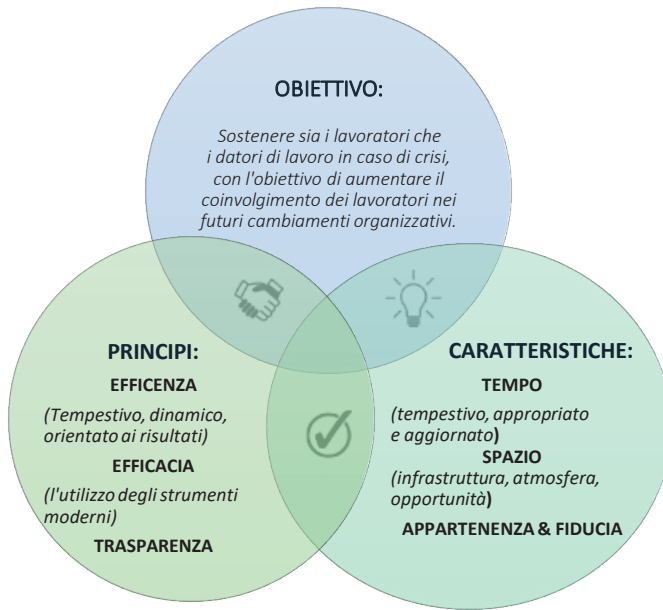 OBIETTIVO:
Sostenere sia i lavoratori che
i datori di lavoro in caso di crisi,
con l'obiettivo di aumentare il
coinvolgimento dei lavoratori nei
futuri cambiamenti organizzativi.
PRINCIPI:
EFFICENZA
(Tempestivo, dinamico,
orientato ai risultati)
EFFICACIA
(l'utilizzo degli strumenti
moderni)
TRASPARENZA
CARATTERISTICHE:
TEMPO
(tempestivo, appropriato
e aggiornato)
SPAZIO
(infrastruttura, atmosfera,
opportunità)
APPARTENENZA & FIDUCIA